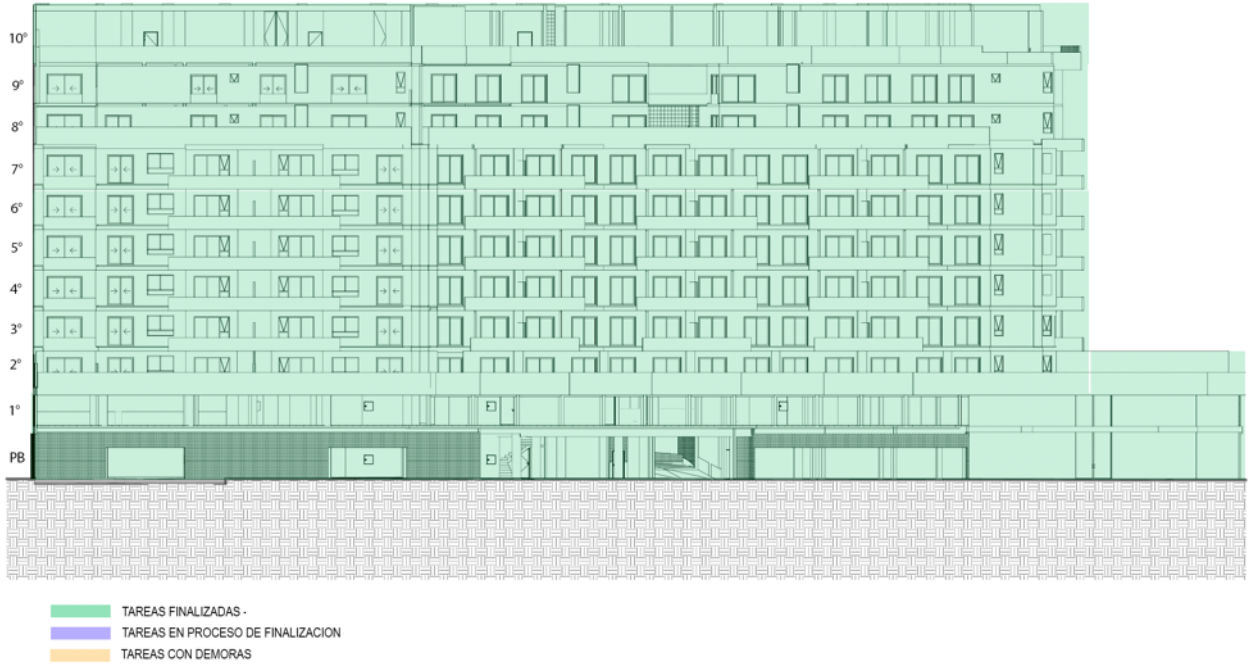 10°
9°
8°
7°
6°
5°
4°
3°
2°
1°
PB
TAREAS FINALIZADAS -
TAREAS EN PROCESO DE FINALIZACION
TAREAS CON DEMORAS